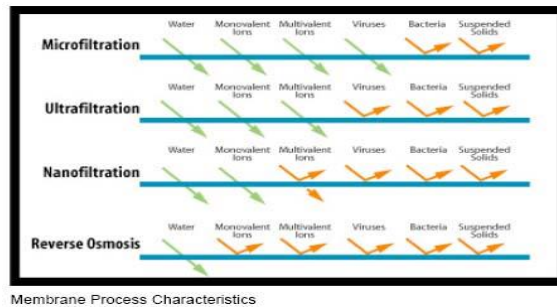 Water Monovalent Ions Multivalent Ions Viruses Bacteria Suspended Solids
Microfiltration
Water Monovalent Ions Multivalent Ions Viruses Bacteria Suspended Solids
Ultrafiltration
Water Monovalent Ions Multivalent Ions Viruses Bacteria Suspended Solids
Nanofiltration
Water Monovalent Ions Multivalent Ions Viruses Bacteria Suspended Solids
Reverse Osmosis
Membrane Process Characteristics